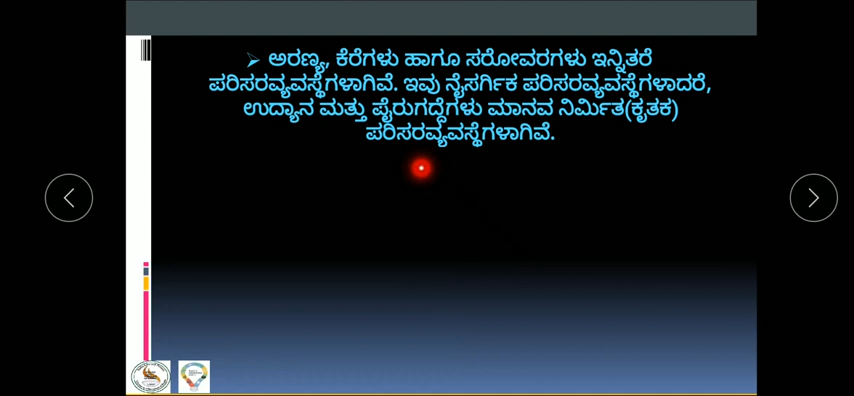 ➢ ಅರಣ್ಯ, ಕೆರೆಗಳು ಹಾಗೂ ಸರೋವರಗಳು ಇನ್ನಿತರೆ
ಪರಿಸರವ್ಯವಸ್ಥೆಗಳಾಗಿವೆ. ಇವು ನೈಸರ್ಗಿಕ ಪರಿಸರವ್ಯವಸ್ಥೆಗಳಾದರೆ,
ಉದ್ಯಾನ ಮತ್ತು ಪೈರುಗದ್ದೆಗಳು ಮಾನವ ನಿರ್ಮಿತ(ಕೃತಕ)
ಪರಿಸರವ್ಯವಸ್ಥೆಗಳಾಗಿವೆ.